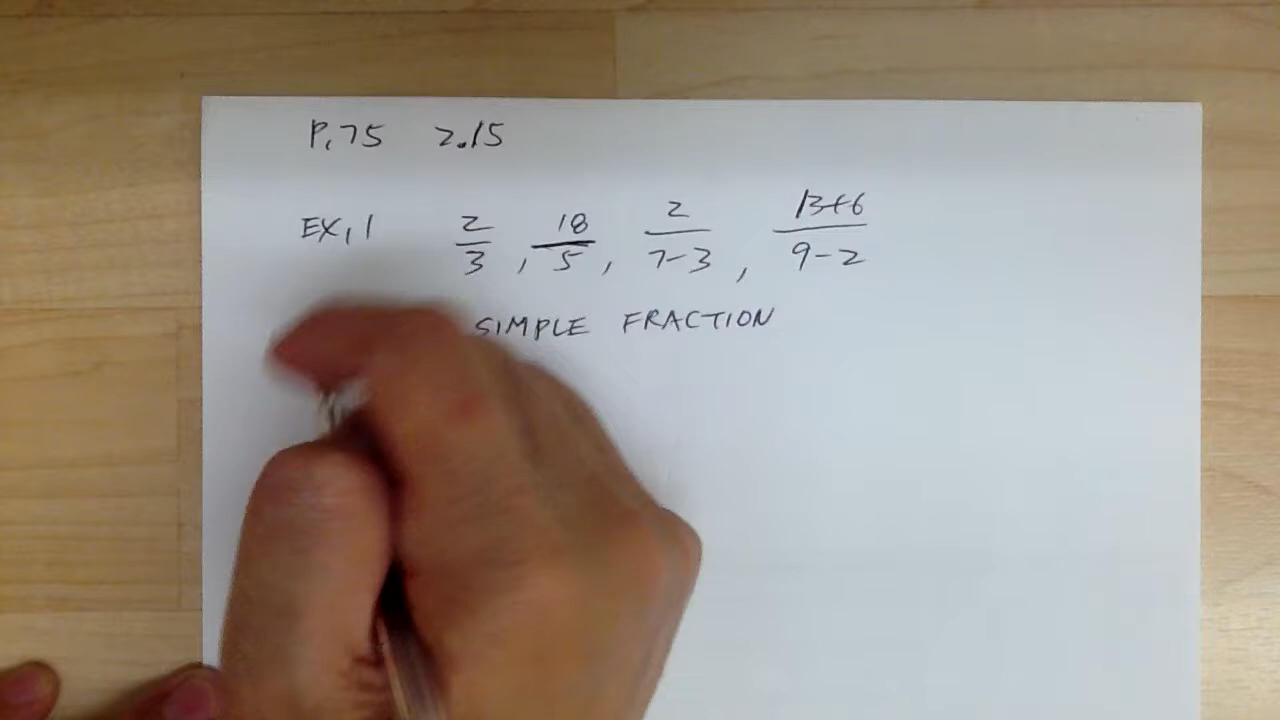 P.75 2.15
EX.1 2/3, 18/5, 2/7-3, 13+6/9-2
SIMPLE FRACTION